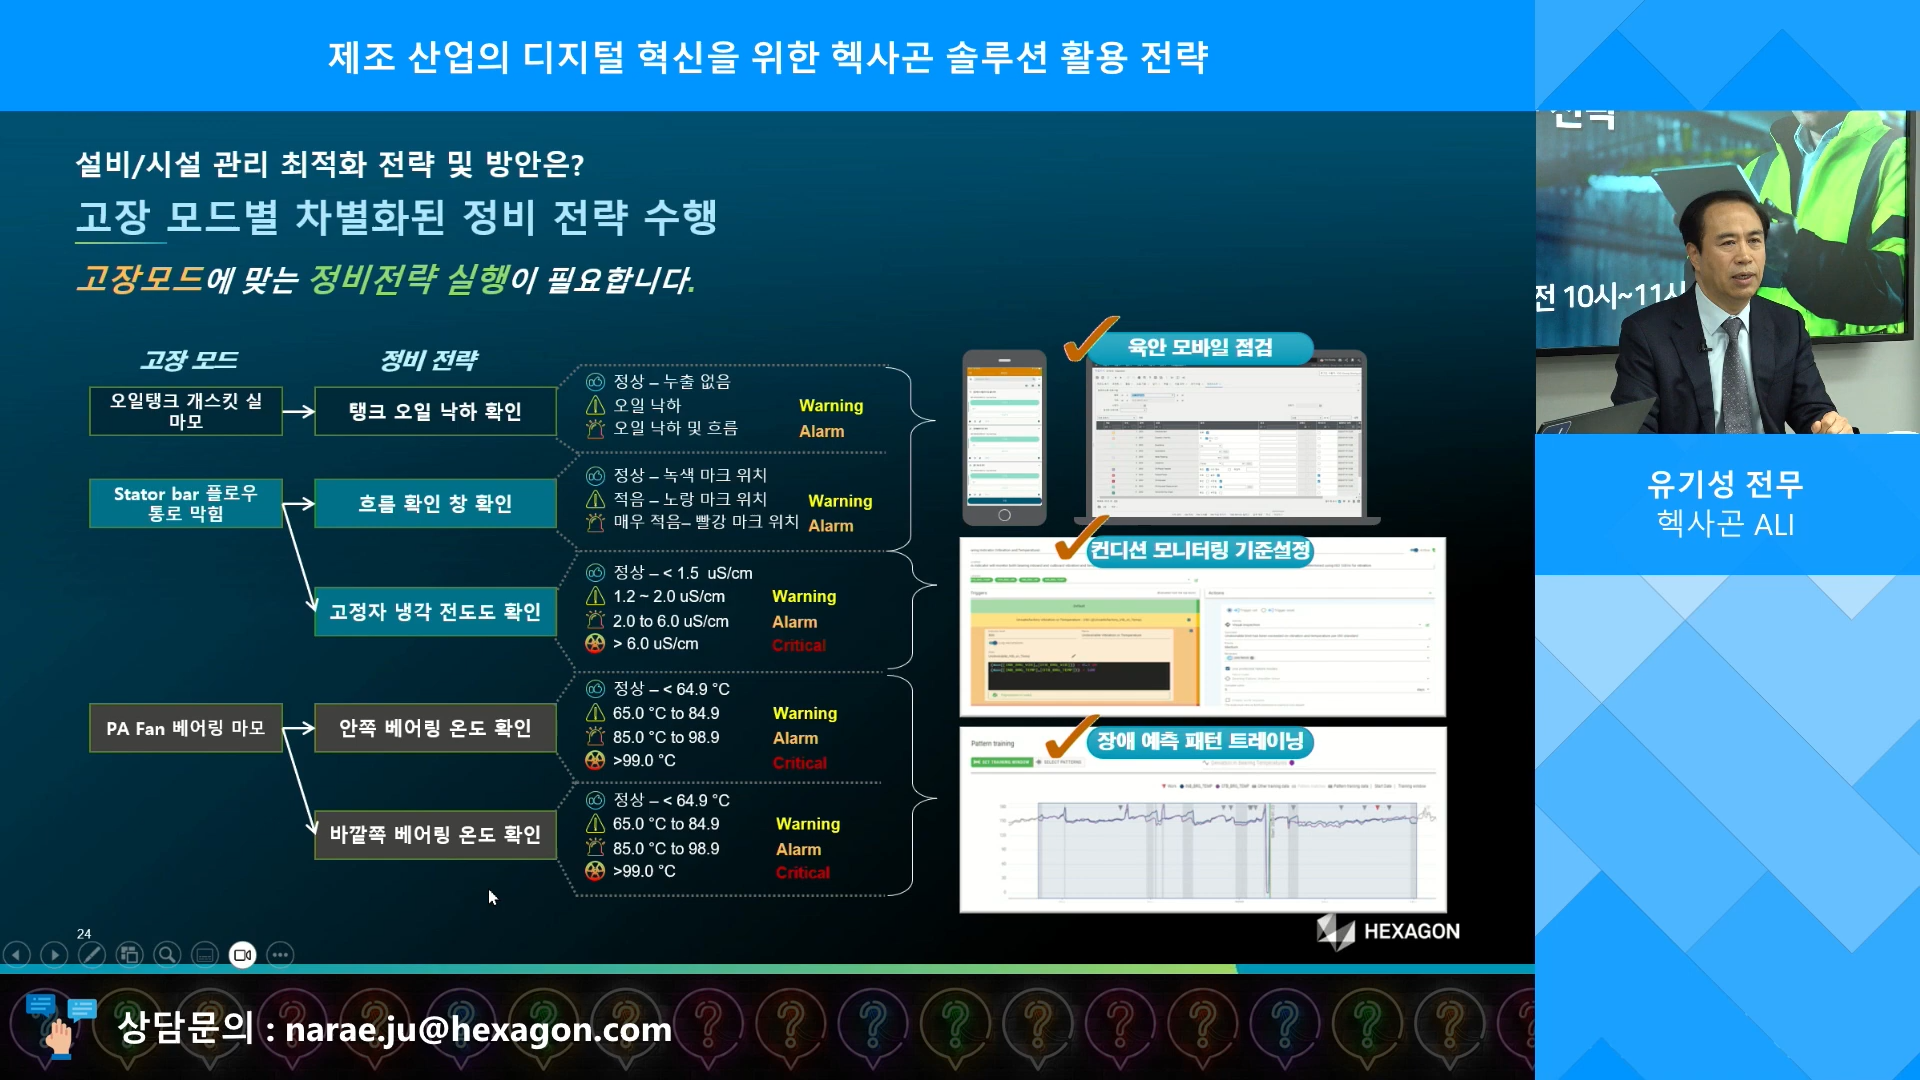 제조 산업의 디지털 혁신을 위한 헥사곤 솔루션 활용 전략
설비/시설 관리 최적화 전략 및 방안은?
고장 모드별 차별화된 정비 전략 수행
고장모드에 맞는 정비전략 실행이 필요합니다.
고장 모드
정비 전략
오일탱크 개스킷 실
마모
탱크 오일 낙하 확인
정상 – 누출 없음
오일 낙하 Warning
오일 낙하 및 흐름 Alarm
Stator bar 플로우
통로 막힘
흐름 확인 창 확인
정상 – 녹색 마크 위치
적음 – 노랑 마크 위치 Warning
매우 적음– 빨강 마크 위치 Alarm
고정자 냉각 전도도 확인
정상 – < 1.5 uS/cm
1.2 ~ 2.0 uS/cm Warning
2.0 to 6.0 uS/cm Alarm
> 6.0 uS/cm Critical
PA Fan 베어링 마모
안쪽 베어링 온도 확인
정상 – < 64.9 °C
65.0 °C to 84.9 Warning
85.0 °C to 98.9 Alarm
>99.0 °C Critical
바깥쪽 베어링 온도 확인
정상 – < 64.9 °C
65.0 °C to 84.9 Warning
85.0 °C to 98.9 Alarm
>99.0 °C Critical
육안 모바일 점검
컨디션 모니터링 기준설정
Triggers
Actions
장애 예측 패턴 트레이닝
Pattern training
SET TRAINING WINDOW
SELECT PATTERNS
HEXAGON
24
전략
전 10시~11시
유기성 전무
헥사곤 ALI
상담문의 : narae.ju@hexagon.com